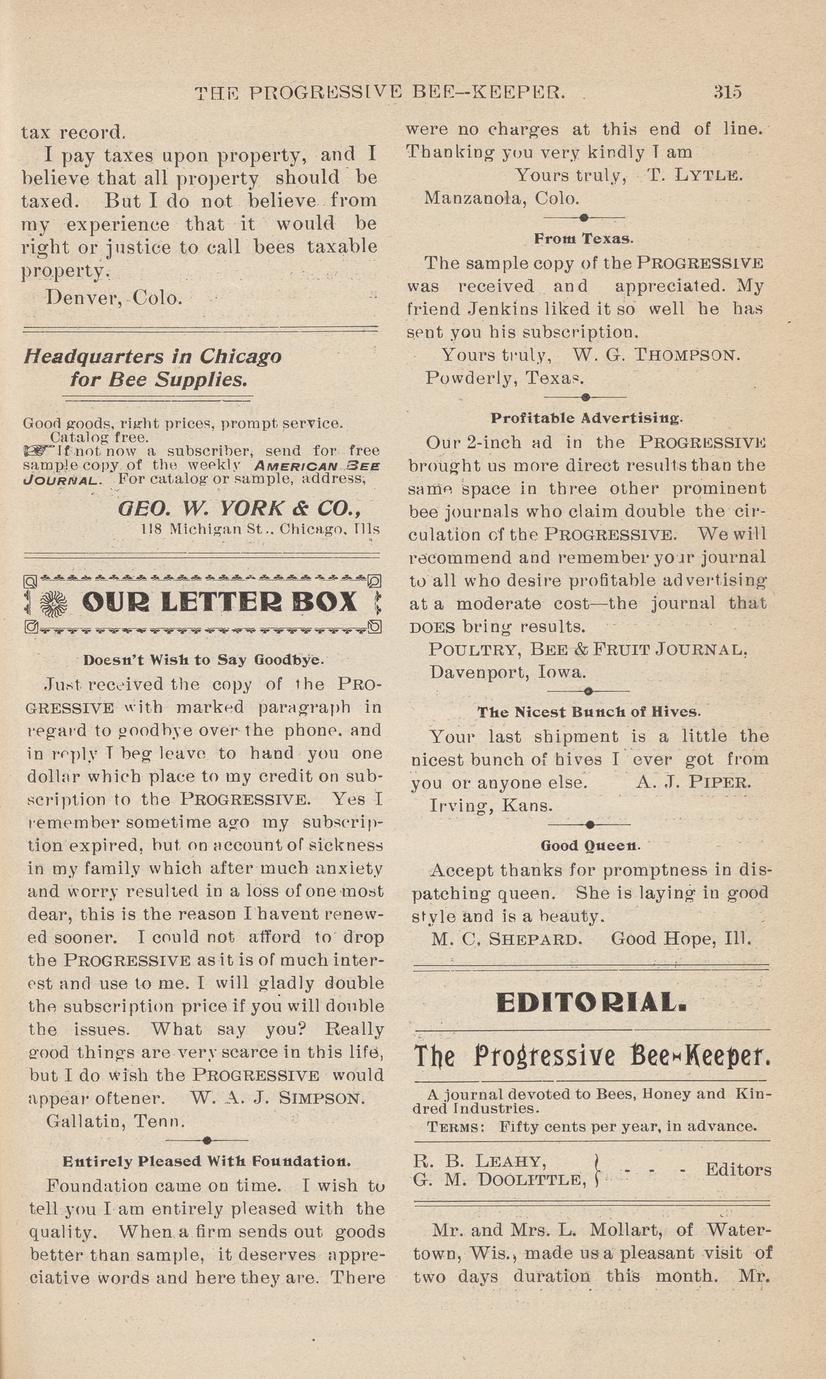 THE PROGRESSIVE BEE-KEEPER. 315
tax record.
I pay taxes upon property, and I
believe that all property should be
taxed. But I do not believe from
my experience that it would be
right or justice to call bees taxable
property.
Denver, Colo.
Headquarters in Chicago
for Bee Supplies.
Good goods, right prices, prompt service.
Catalog free.
☞ If not now a subscriber, send for free
sample copy of the weekly AMERICAN BEE
JOURNAL. For catalog or sample, address,
GEO. W. YORK & CO.,
118 Michigan St., Chicago, Ills
OUR LETTER BOX
Doesn't Wish to Say Goodbye.
Just received the copy of the PRO-
GRESSIVE with marked paragraph in
regard to goodbye over the phone, and
in reply I beg leave to hand you one
dollar which place to my credit on sub-
scription to the PROGRESSIVE. Yes I
remember sometime ago my subscrip-
tion expired, but on account of sickness
in my family which after much anxiety
and worry resulted in a loss of one most
dear, this is the reason I havent renew-
ed sooner. I could not afford to drop
the PROGRESSIVE as it is of much inter-
est and use to me. I will gladly double
the subscription price if you will double
the issues. What say you? Really
good things are very scarce in this life,
but I do wish the PROGRESSIVE would
appear oftener. W. A. J. SIMPSON.
Gallatin, Tenn.
Entirely Pleased With Foundation.
Foundation came on time. I wish to
tell you I am entirely pleased with the
quality. When a firm sends out goods
better than sample, it deserves appre-
ciative words and here they are. There
were no charges at this end of line.
Thanking you very kindly I am
Yours truly, T. LYTLE.
Manzanola, Colo.
From Texas.
The sample copy of the PROGRESSIVE
was received and appreciated. My
friend Jenkins liked it so well he has
sent you his subscription.
Yours truly, W. G. THOMPSON.
Powderly, Texas.
Profitable Advertising.
Our 2-inch ad in the PROGRESSIVE
brought us more direct results than the
same space in three other prominent
bee journals who claim double the cir-
culation of the PROGRESSIVE. We will
recommend and remember your journal
to all who desire profitable advertising
at a moderate cost—the journal that
DOES bring results.
POULTRY, BEE & FRUIT JOURNAL,
Davenport, Iowa.
The Nicest Bunch of Hives.
Your last shipment is a little the
nicest bunch of hives I ever got from
you or anyone else. A. J. PIPER.
Irving, Kans.
Good Queen.
Accept thanks for promptness in dis-
patching queen. She is laying in good
style and is a beauty.
M. C. SHEPARD. Good Hope, Ill.
EDITORIAL.
The Progressive Bee-Keeper.
A journal devoted to Bees, Honey and Kin-
dred Industries.
TERMS: Fifty cents per year, in advance.
R. B. LEAHY,
G. M. DOOLITTLE, } - - - Editors
Mr. and Mrs. L. Mollart, of Water-
town, Wis., made us a pleasant visit of
two days duration this month. Mr.